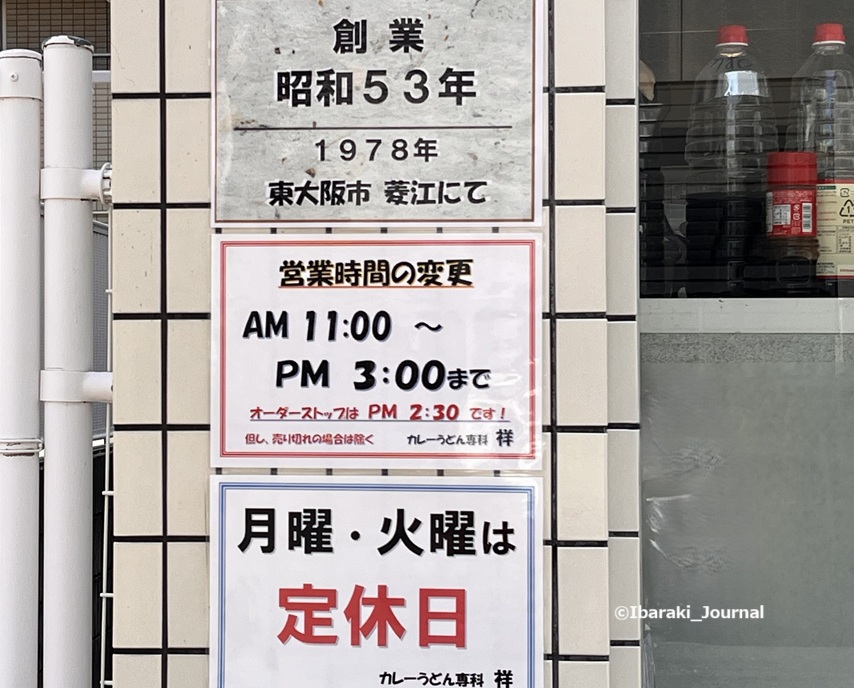 創業
昭和53年
1978年
東大阪市 菱江にて
営業時間の変更
AM 11:00 ～
PM 3:00まで
オーダーストップは PM 2:30 です!
但し、売り切れの場合は除く カレーうどん専科 祥
月曜・火曜は
定休日
カレーうどん専科 祥
©Ibaraki_Journal